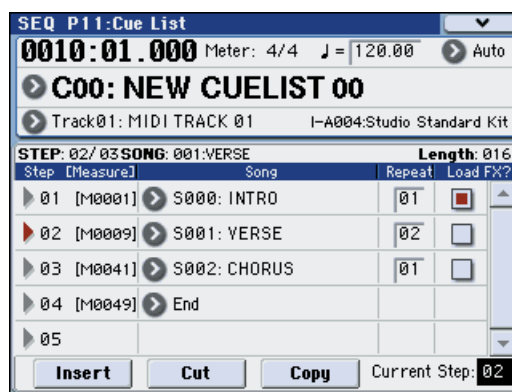 SEQ P11:Cue List
0010:01.000 Meter: 4/4 ♩= 120.00 Auto
C00: NEW CUELIST 00
Track01: MIDI TRACK 01 I-A004:Studio Standard Kit
STEP: 02/03 SONG: 001:VERSE Length: 016
Step [Measure] Song Repeat Load FX?
01 [M0001] S000: INTRO 01
02 [M0009] S001: VERSE 02
03 [M0041] S002: CHORUS 01
04 [M0049] End
05
Insert Cut Copy Current Step: 02